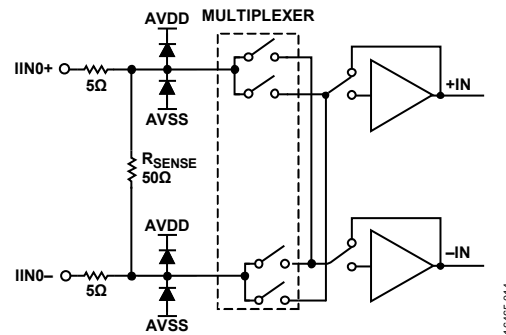 AVDD MULTIPLEXER
IIN0+
5Ω
+IN
AVSS
RSENSE
50Ω
AVDD
–IN
IIN0–
5Ω
AVSS